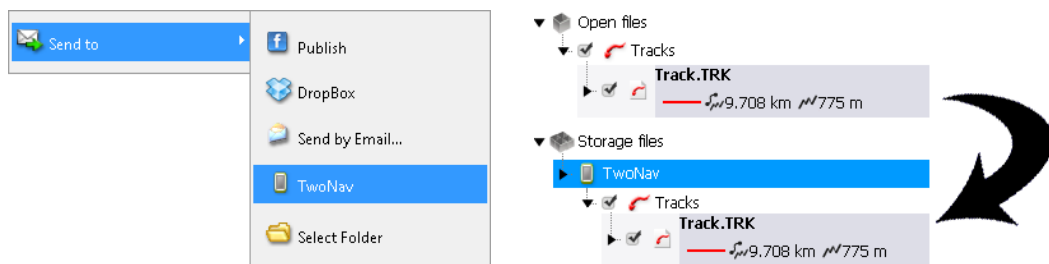 Send to
Publish
DropBox
Send by Email...
TwoNav
Select Folder
Open files
Tracks
Track.TRK
9.708 km 775 m
Storage files
TwoNav
Tracks
Track.TRK
9.708 km 775 m